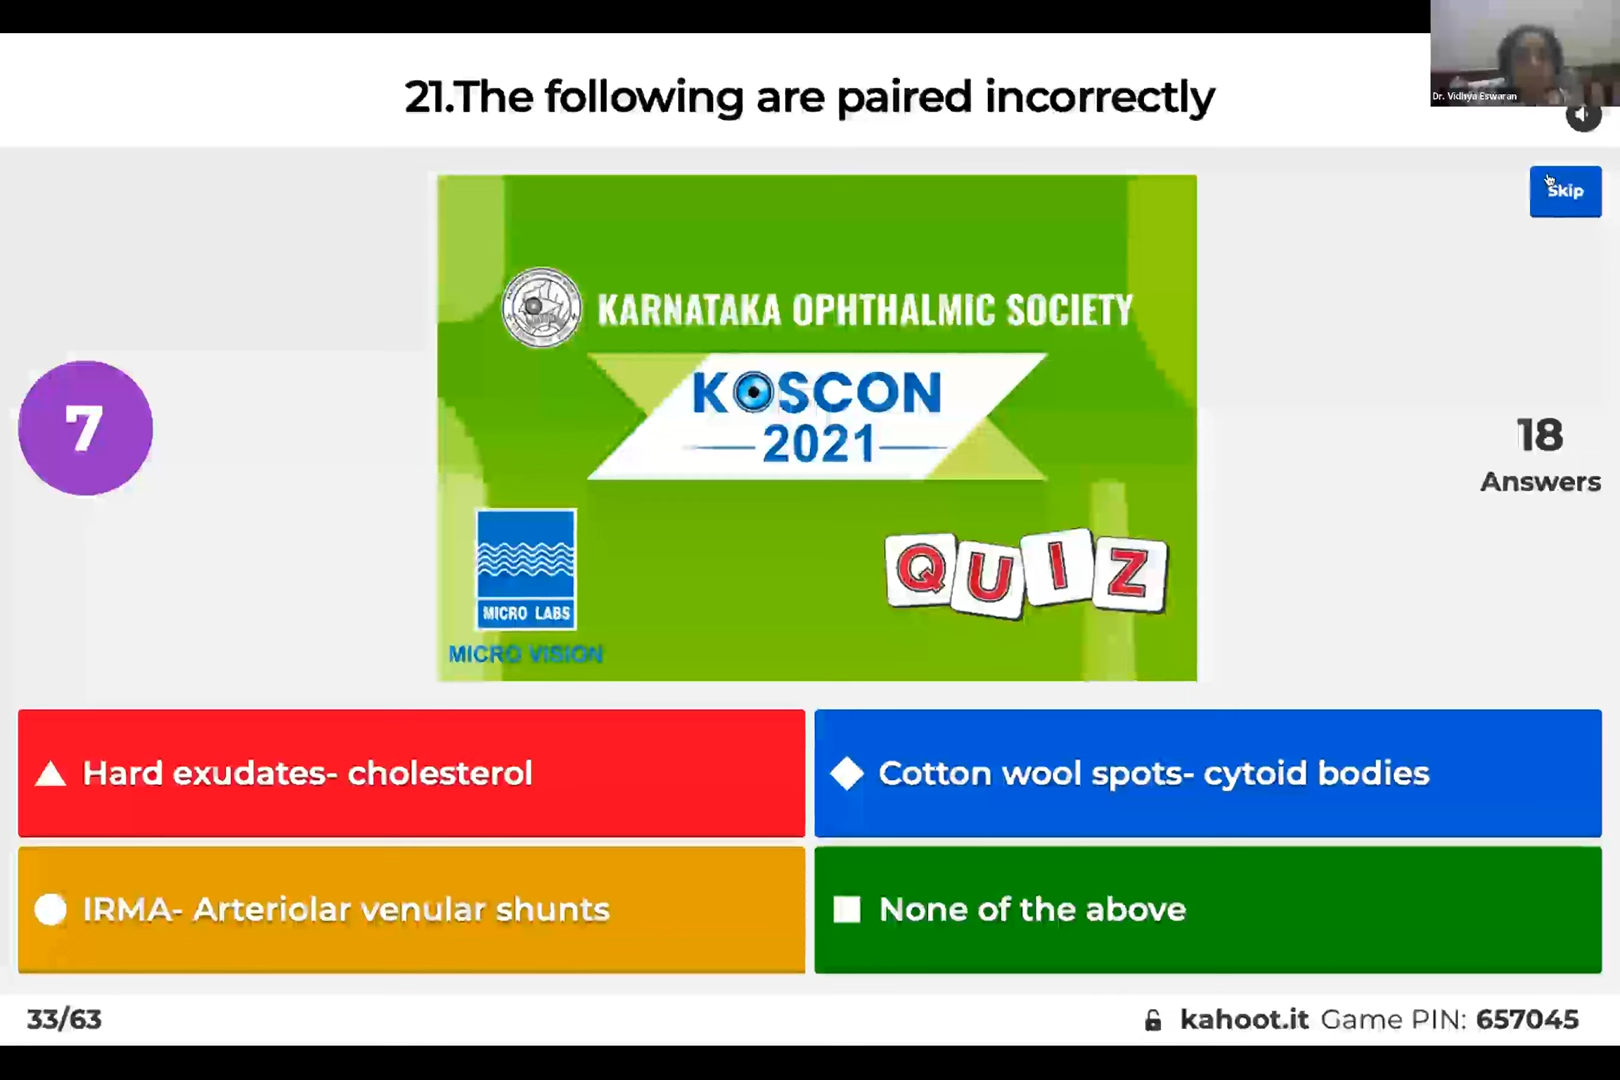 21.The following are paired incorrectly
Dr. Vidhya Eswaran
Skip
KARNATAKA OPHTHALMIC SOCIETY
KOSCON
2021
7
18
Answers
MICRO LABS
MICRO VISION
QUIZ
Hard exudates- cholesterol
Cotton wool spots- cytoid bodies
IRMA- Arteriolar venular shunts
None of the above
33/63
kahoot.it Game PIN: 657045